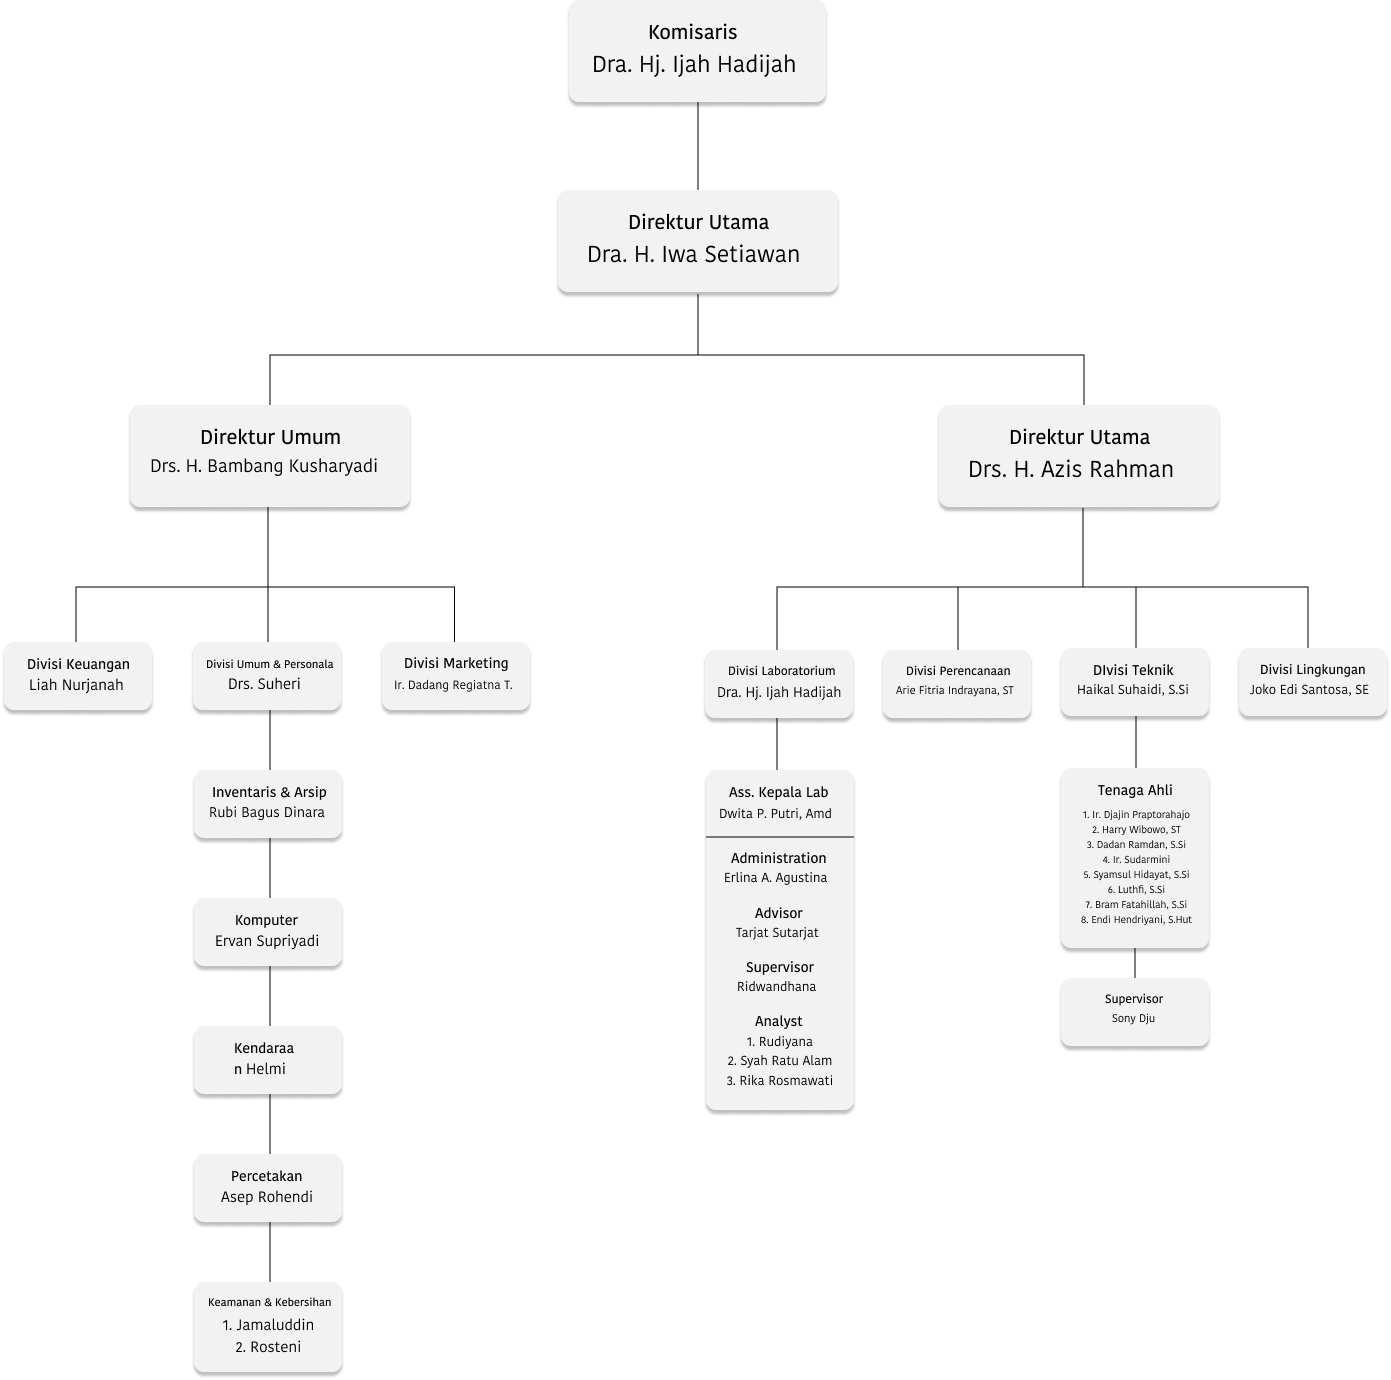 Komisaris
Dra. Hj. Ijah Hadijah
Direktur Utama
Dra. H. Iwa Setiawan
Direktur Umum
Drs. H. Bambang Kusharyadi
Direktur Utama
Drs. H. Azis Rahman
Divisi Keuangan
Liah Nurjanah
Divisi Umum & Personala
Drs. Suheri
Divisi Marketing
Ir. Dadang Regiatna T.
Divisi Laboratorium
Dra. Hj. Ijah Hadijah
Divisi Perencanaan
Arie Fitria Indrayana, ST
DIvisi Teknik
Haikal Suhaidi, S.Si
Divisi Lingkungan
Joko Edi Santosa, SE
Inventaris & Arsip
Rubi Bagus Dinara
Komputer
Ervan Supriyadi
Kendaraa
n Helmi
Percetakan
Asep Rohendi
Keamanan & Kebersihan
1. Jamaluddin
2. Rosteni
Ass. Kepala Lab
Dwita P. Putri, Amd
Administration
Erlina A. Agustina
Advisor
Tarjat Sutarjat
Supervisor
Ridwandhana
Analyst
1. Rudiyana
2. Syah Ratu Alam
3. Rika Rosmawati
Tenaga Ahli
1. Ir. Djajin Praptorahajo
2. Harry Wibowo, ST
3. Dadan Ramdan, S.Si
4. Ir. Sudarmini
5. Syamsul Hidayat, S.Si
6. Luthfi, S.Si
7. Bram Fatahillah, S.Si
8. Endi Hendriyani, S.Hut
Supervisor
Sony Dju